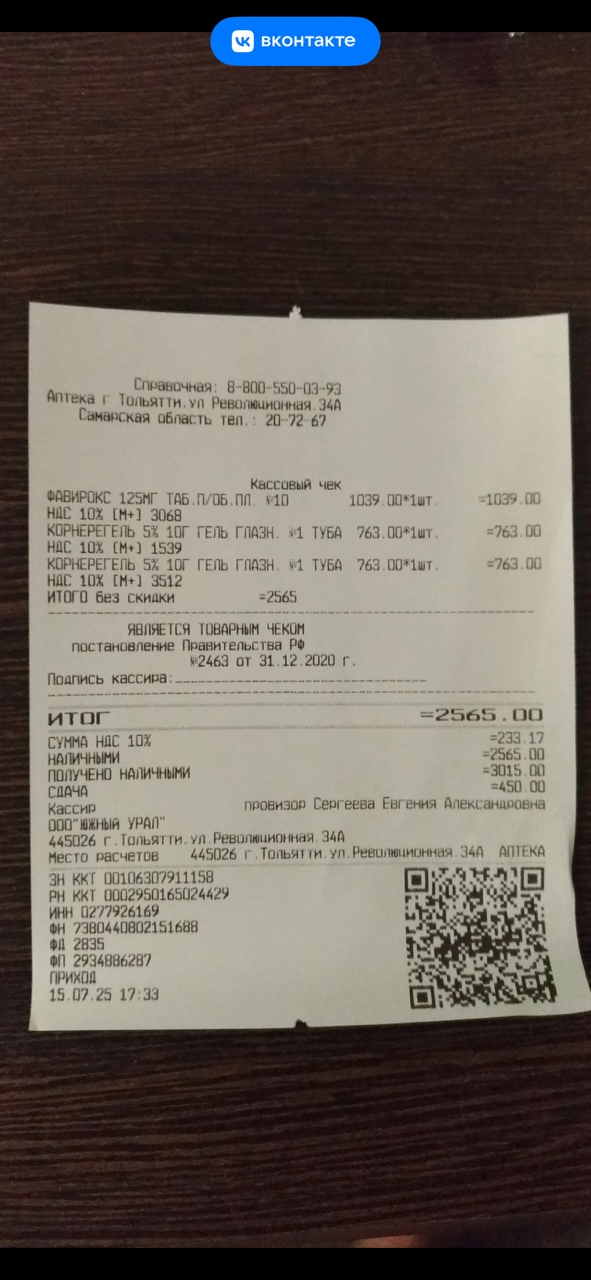 вконтакте
Справочная: 8-800-550-03-93
Аптека г Тольятти.ул Революционная.34А
Самарская область тел.: 20-72-67
Кассовый чек
ФАВИРОКС 125МГ ТАБ.П/ОБ.ПЛ. №10 1039.00*1шт. =1039.00
НДС 10% [М+] 3068
КОРНЕРЕГЕЛЬ 5% 10Г ГЕЛЬ ГЛАЗН. №1 ТУБА 763.00*1шт. =763.00
НДС 10% [М+] 1539
КОРНЕРЕГЕЛЬ 5% 10Г ГЕЛЬ ГЛАЗН. №1 ТУБА 763.00*1шт. =763.00
НДС 10% [М+] 3512
ИТОГО без скидки =2565
ЯВЛЯЕТСЯ ТОВАРНЫМ ЧЕКОМ
постановление Правительства РФ
№2463 от 31.12.2020 г.
Подпись кассира:
ИТОГ =2565.00
СУММА НДС 10% =233.17
НАЛИЧНЫМИ =2565.00
ПОЛУЧЕНО НАЛИЧНЫМИ =3015.00
СДАЧА =450.00
Кассир провизор Сергеева Евгения Александровна
ООО"ЮЖНЫЙ УРАЛ"
445026 г.Тольятти.ул.Революционная.34А
Место расчетов 445026 г.Тольятти.ул.Революционная.34А АПТЕКА
ЗН ККТ 00106307911158
РН ККТ 0002950165024429
ИНН 0277926169
ФН 7380440802151688
ФД 2835
ФП 2934886287
ПРИХОД
15.07.25 17:33